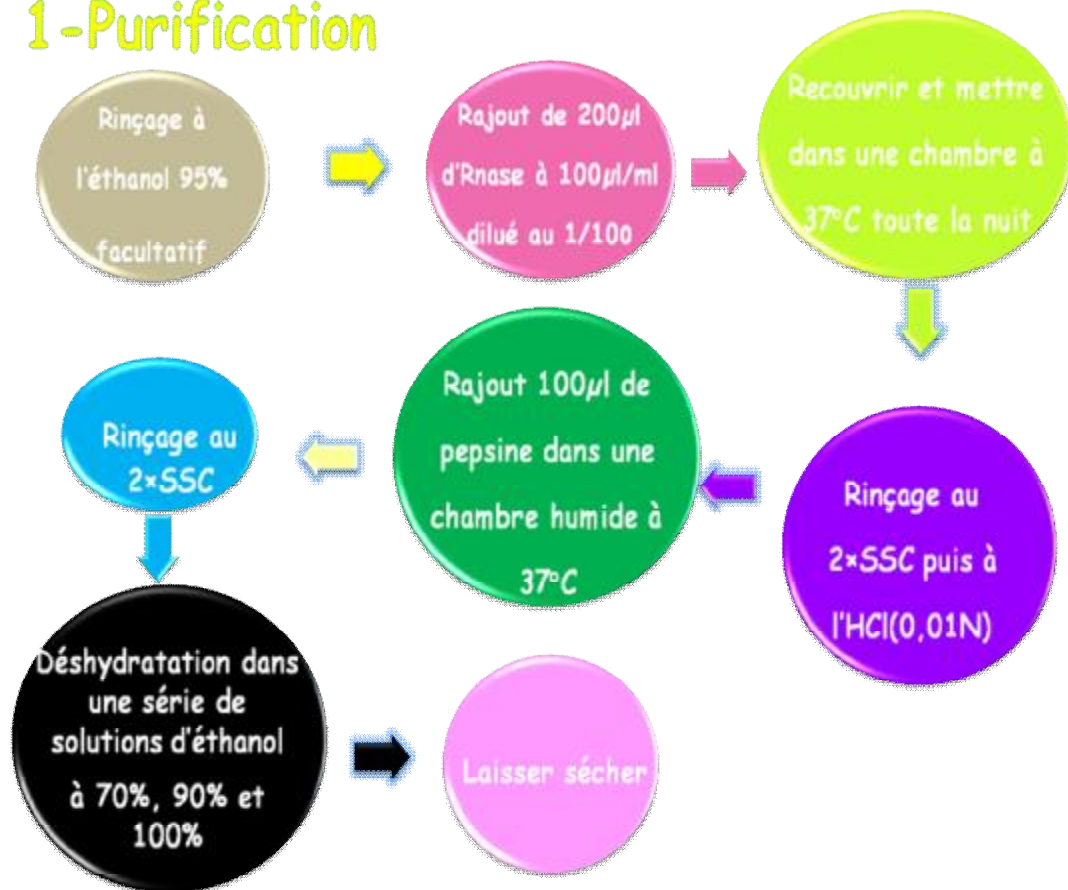 1-Purification
Rinçage à
l'éthanol 95%
facultatif
Rajout de 200µl
d'Rnase à 100µl/ml
dilué au 1/100
Recouvrir et mettre
dans une chambre à
37°C toute la nuit
Rinçage au
2×SSC puis à
l'HCl(0,01N)
Rajout 100µl de
pepsine dans une
chambre humide à
37°C
Rinçage au
2×SSC
Déshydratation dans
une série de
solutions d'éthanol
à 70%, 90% et
100%
Laisser sécher